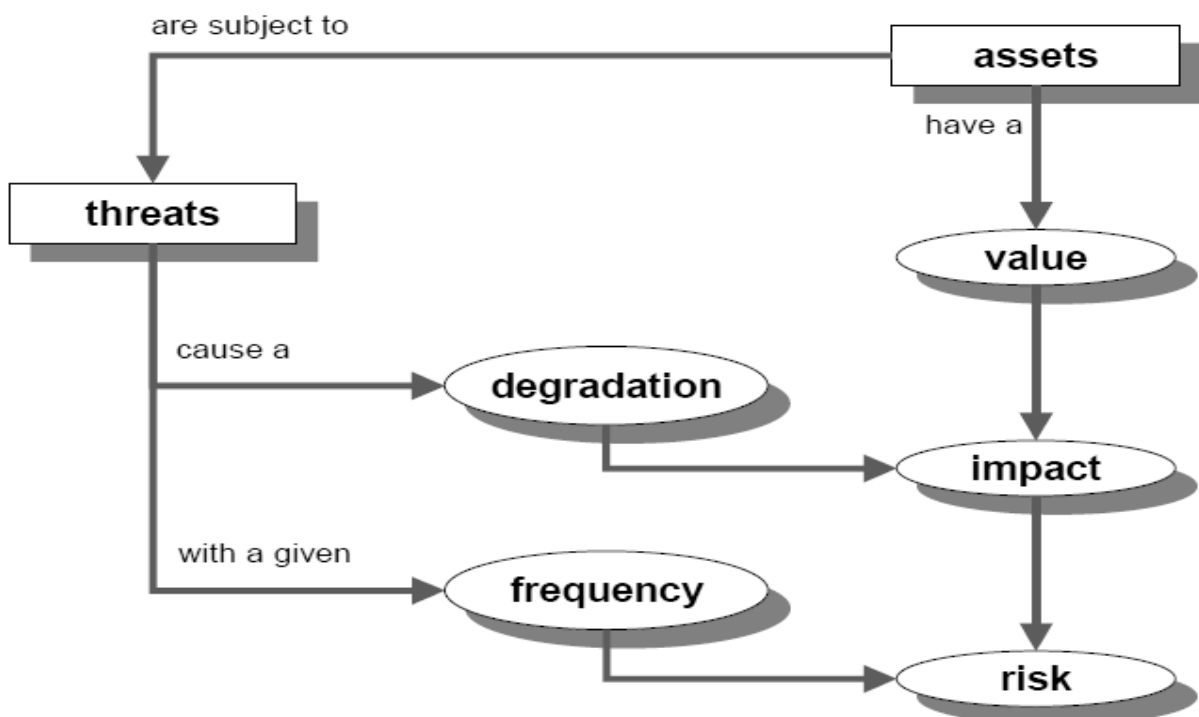 are subject to
assets
have a
threats
value
cause a
degradation
impact
with a given
frequency
risk